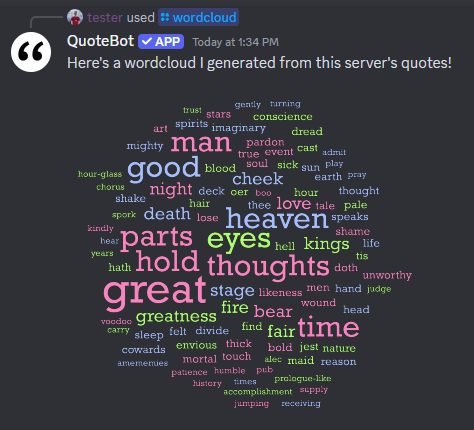 tester used wordcloud
QuoteBot ✓ APP Today at 1:34 PM
Here's a wordcloud I generated from this server's quotes!
gently turning
trust stars conscience
art spirits imaginary dread
mighty man pardon cast
true event admit
good blood soul sick sun play
hour-glass cheek earth pray
chorus night deck oer boo hour thought
shake hair thee love tale pale
spork death lose heaven speaks
kindly parts eyes shame
hear hell kings life
years hold thoughts tis
hath doth unworthy
great stage likeness men hand judge
voodoo greatness fire bear wound head
carry sleep felt divide find fair time
cowards envious thick bold jest nature
amememies mortal touch alec maid reason
patience humble pub prologue-like
history times accomplishment supply
jumping receiving